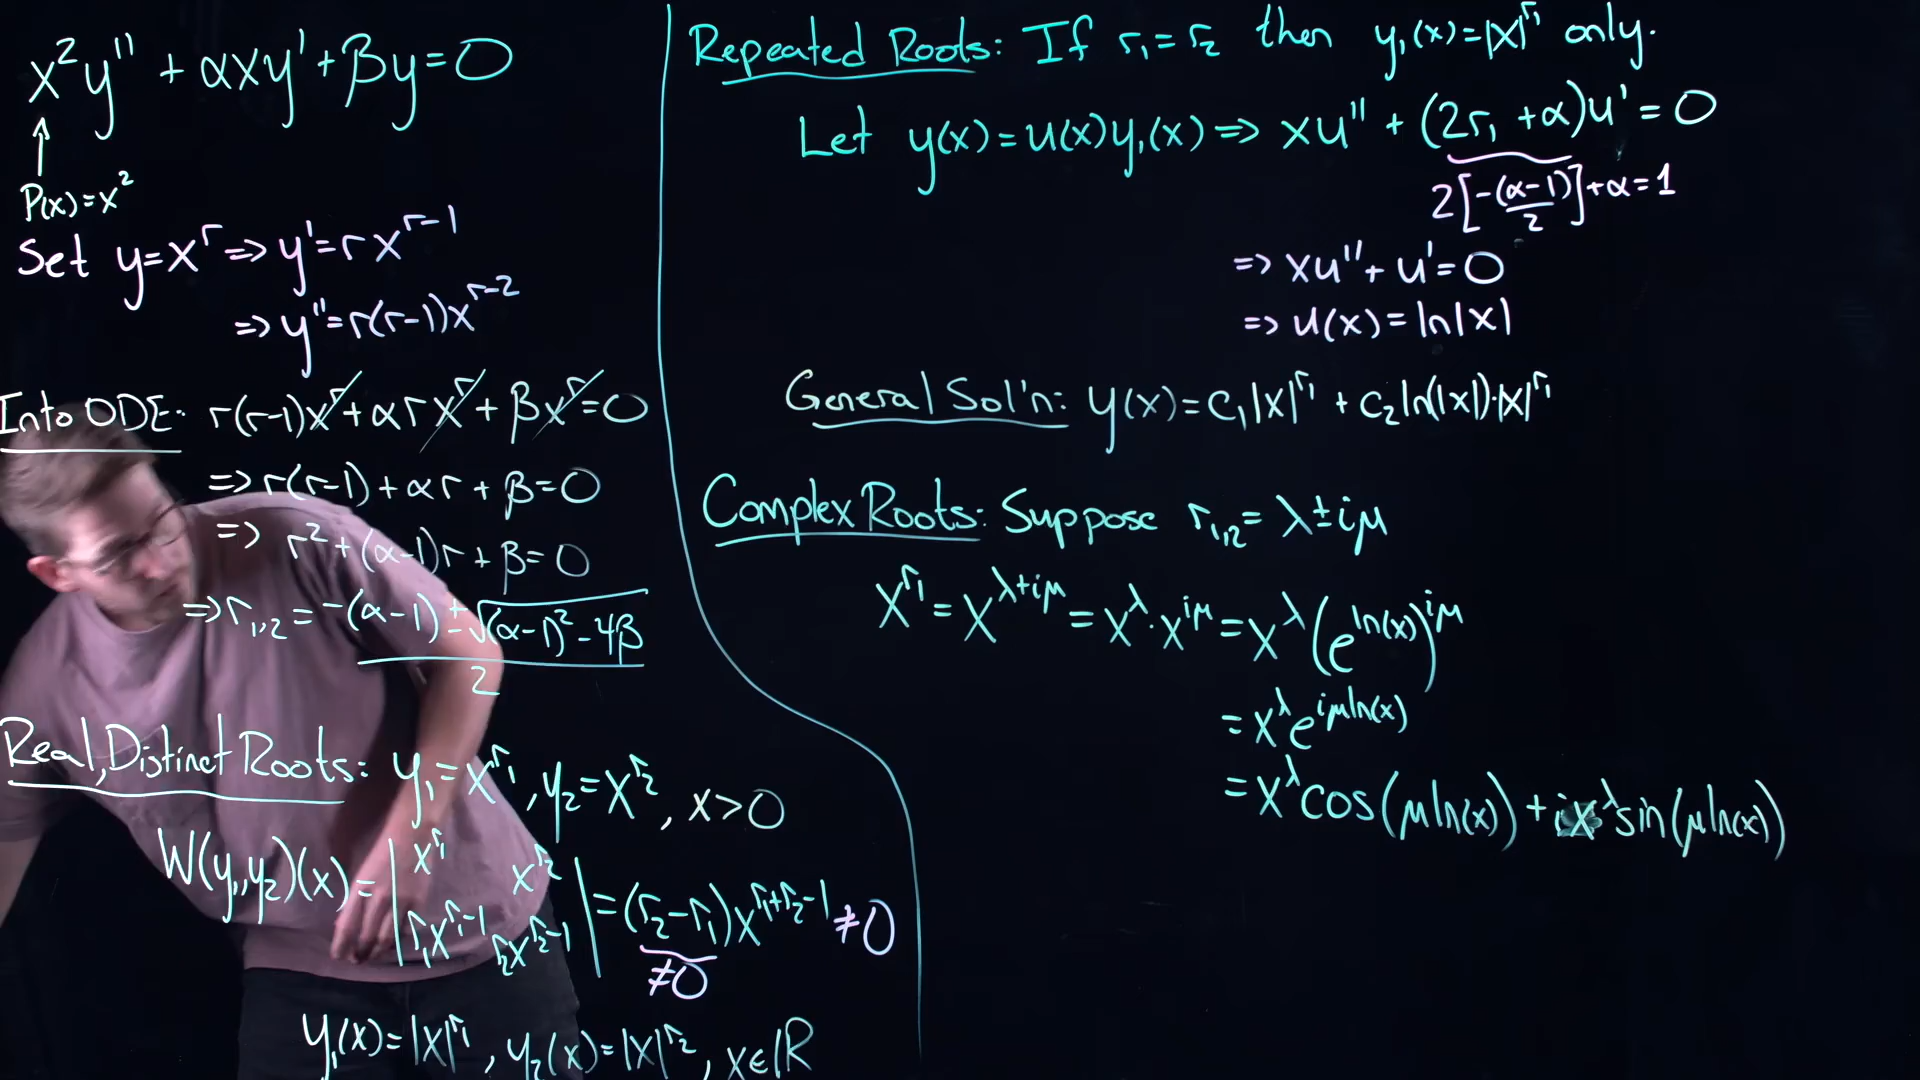 x²y'' + αxy' + βy = 0
↑
P(x) = x²
Set y = x^r ⇒ y' = r x^(r-1)
⇒ y'' = r(r-1)x^(r-2)
Into ODE: r(r-1)x^r + αr x^r + βx^r = 0
⇒ r(r-1) + αr + β = 0
⇒ r² + (α-1)r + β = 0
⇒ r₁,₂ = (-(α-1) ± √((α-1)² - 4β)) / 2
Real, Distinct Roots: y₁ = x^r₁, y₂ = x^r₂, x > 0
W(y₁,y₂)(x) = | x^r₁ x^r₂ ; r₁x^(r₁-1) r₂x^(r₂-1) | = (r₂ - r₁)x^(r₁+r₂-1) ≠ 0
≠0
y₁(x) = |x|^r₁, y₂(x) = |x|^r₂, x ∈ ℝ
Repeated Roots: If r₁ = r₂ then y₁(x) = |x|^r₁ only.
Let y(x) = u(x)y₁(x) ⇒ xu'' + (2r₁ + α)u' = 0
2[-(α-1)/2] + α = 1
⇒ xu'' + u' = 0
⇒ u(x) = ln|x|
General Sol'n: y(x) = c₁|x|^r₁ + c₂ln(|x|)·|x|^r₁
Complex Roots: Suppose r₁,₂ = λ ± iμ
x^r₁ = x^(λ+iμ) = x^λ · x^(iμ) = x^λ (e^(ln(x)))^(iμ)
= x^λ e^(iμln(x))
= x^λ cos(μln(x)) + i x^λ sin(μln(x))